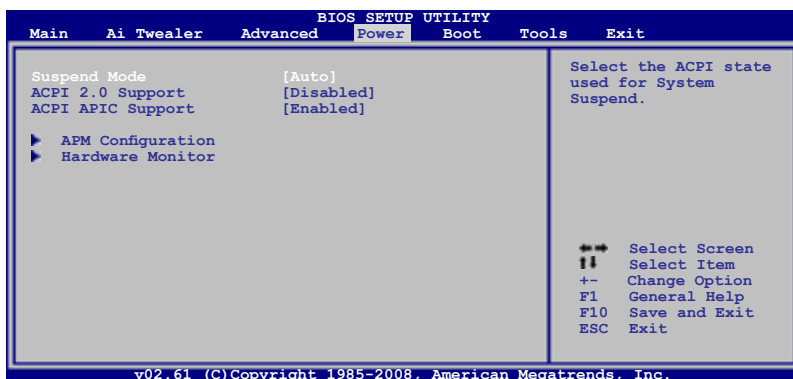 BIOS SETUP UTILITY
Main Ai Twealer Advanced Power Boot Tools Exit
Suspend Mode [Auto]
ACPI 2.0 Support [Disabled]
ACPI APIC Support [Enabled]
APM Configuration
Hardware Monitor
Select the ACPI state
used for System
Suspend.
Select Screen
Select Item
+- Change Option
F1 General Help
F10 Save and Exit
ESC Exit
v02.61 (C)Copyright 1985-2008, American Megatrends, Inc.